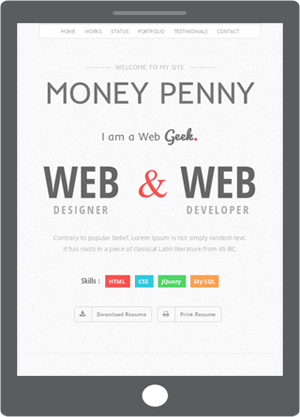 HOME WORKS STATUS PORTFOLIO TESTIMONIALS CONTACT
WELCOME TO MY SITE
MONEY PENNY
I am a Web Geek.
WEB & WEB
DESIGNER DEVELOPER
Contrary to popular belief, Lorem Ipsum is not simply random text.
It has roots in a piece of classical Latin literature from 45 BC.
Skills : HTML CSS jQuery My SQL
Download Resume Print Resume